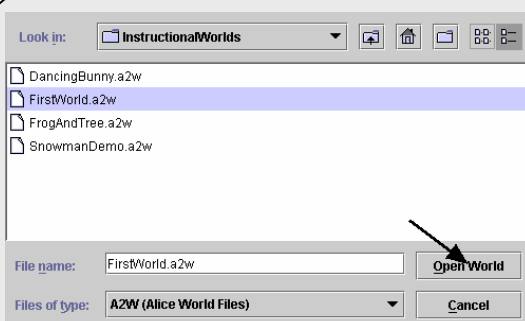 Look in: InstructionalWorlds
DancingBunny.a2w
FirstWorld.a2w
FrogAndTree.a2w
SnowmanDemo.a2w
File name: FirstWorld.a2w Open World
Files of type: A2W (Alice World Files) Cancel